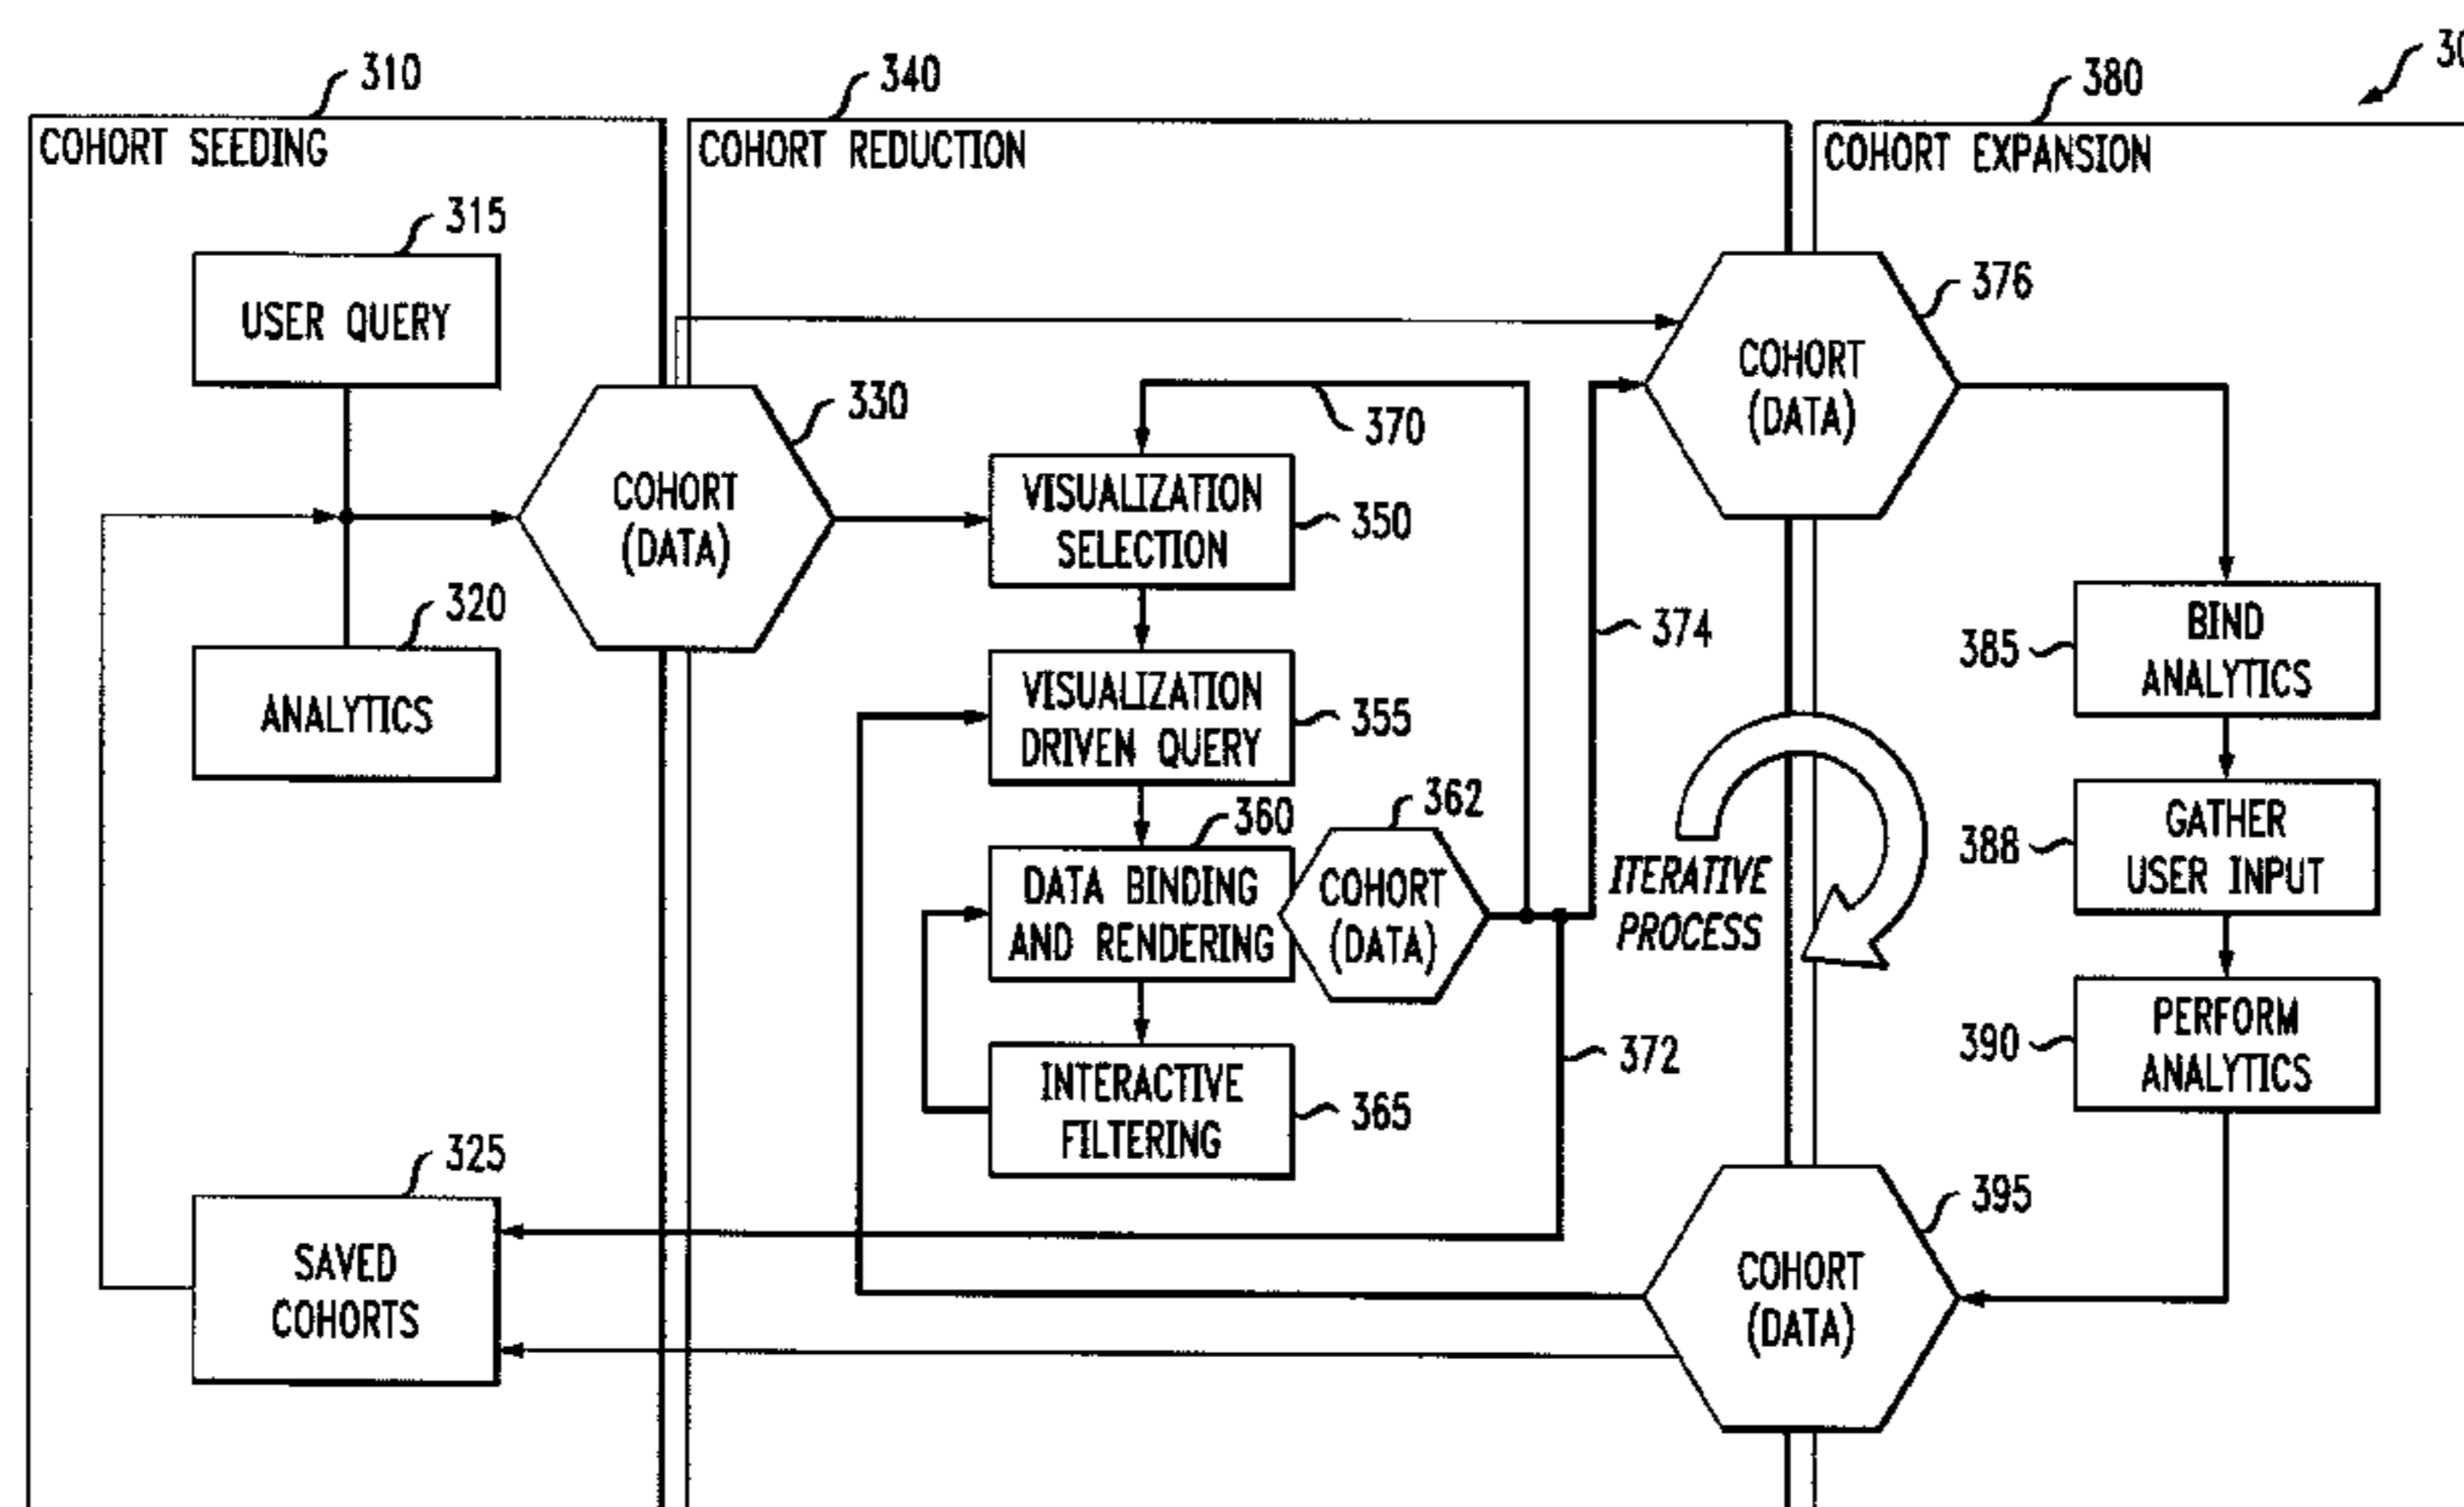 310
340
380
COHORT SEEDING
COHORT REDUCTION
COHORT EXPANSION
315
USER QUERY
376
COHORT
(DATA)
330
370
COHORT
(DATA)
VISUALIZATION
SELECTION
350
320
ANALYTICS
374
385
BIND
ANALYTICS
VISUALIZATION
DRIVEN QUERY
355
360
362
DATA BINDING
AND RENDERING
COHORT
(DATA)
ITERATIVE
PROCESS
388
GATHER
USER INPUT
390
PERFORM
ANALYTICS
372
INTERACTIVE
FILTERING
365
325
SAVED
COHORTS
395
COHORT
(DATA)